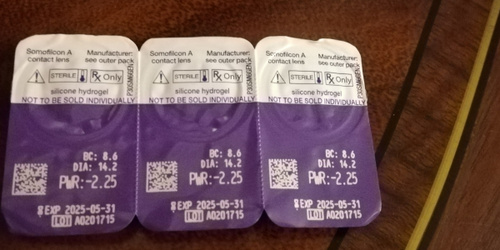 Somofilcon A Manufacturer:
contact lens see outer pack
STERILE Rx Only
silicone hydrogel
NOT TO BE SOLD INDIVIDUALLY
BC: 8.6
DIA: 14.2
PWR:-2.25
EXP 2025-05-31
LOT A0201715
Somofilcon A Manufacturer:
contact lens see outer pack
STERILE Rx Only
silicone hydrogel
NOT TO BE SOLD INDIVIDUALLY
BC: 8.6
DIA: 14.2
PWR:-2.25
EXP 2025-05-31
LOT A0201715
Somofilcon A Manufacturer:
contact lens see outer pack
STERILE Rx Only
silicone hydrogel
NOT TO BE SOLD INDIVIDUALLY
BC: 8.6
DIA: 14.2
PWR:-2.25
EXP 2025-05-31
LOT A0201715